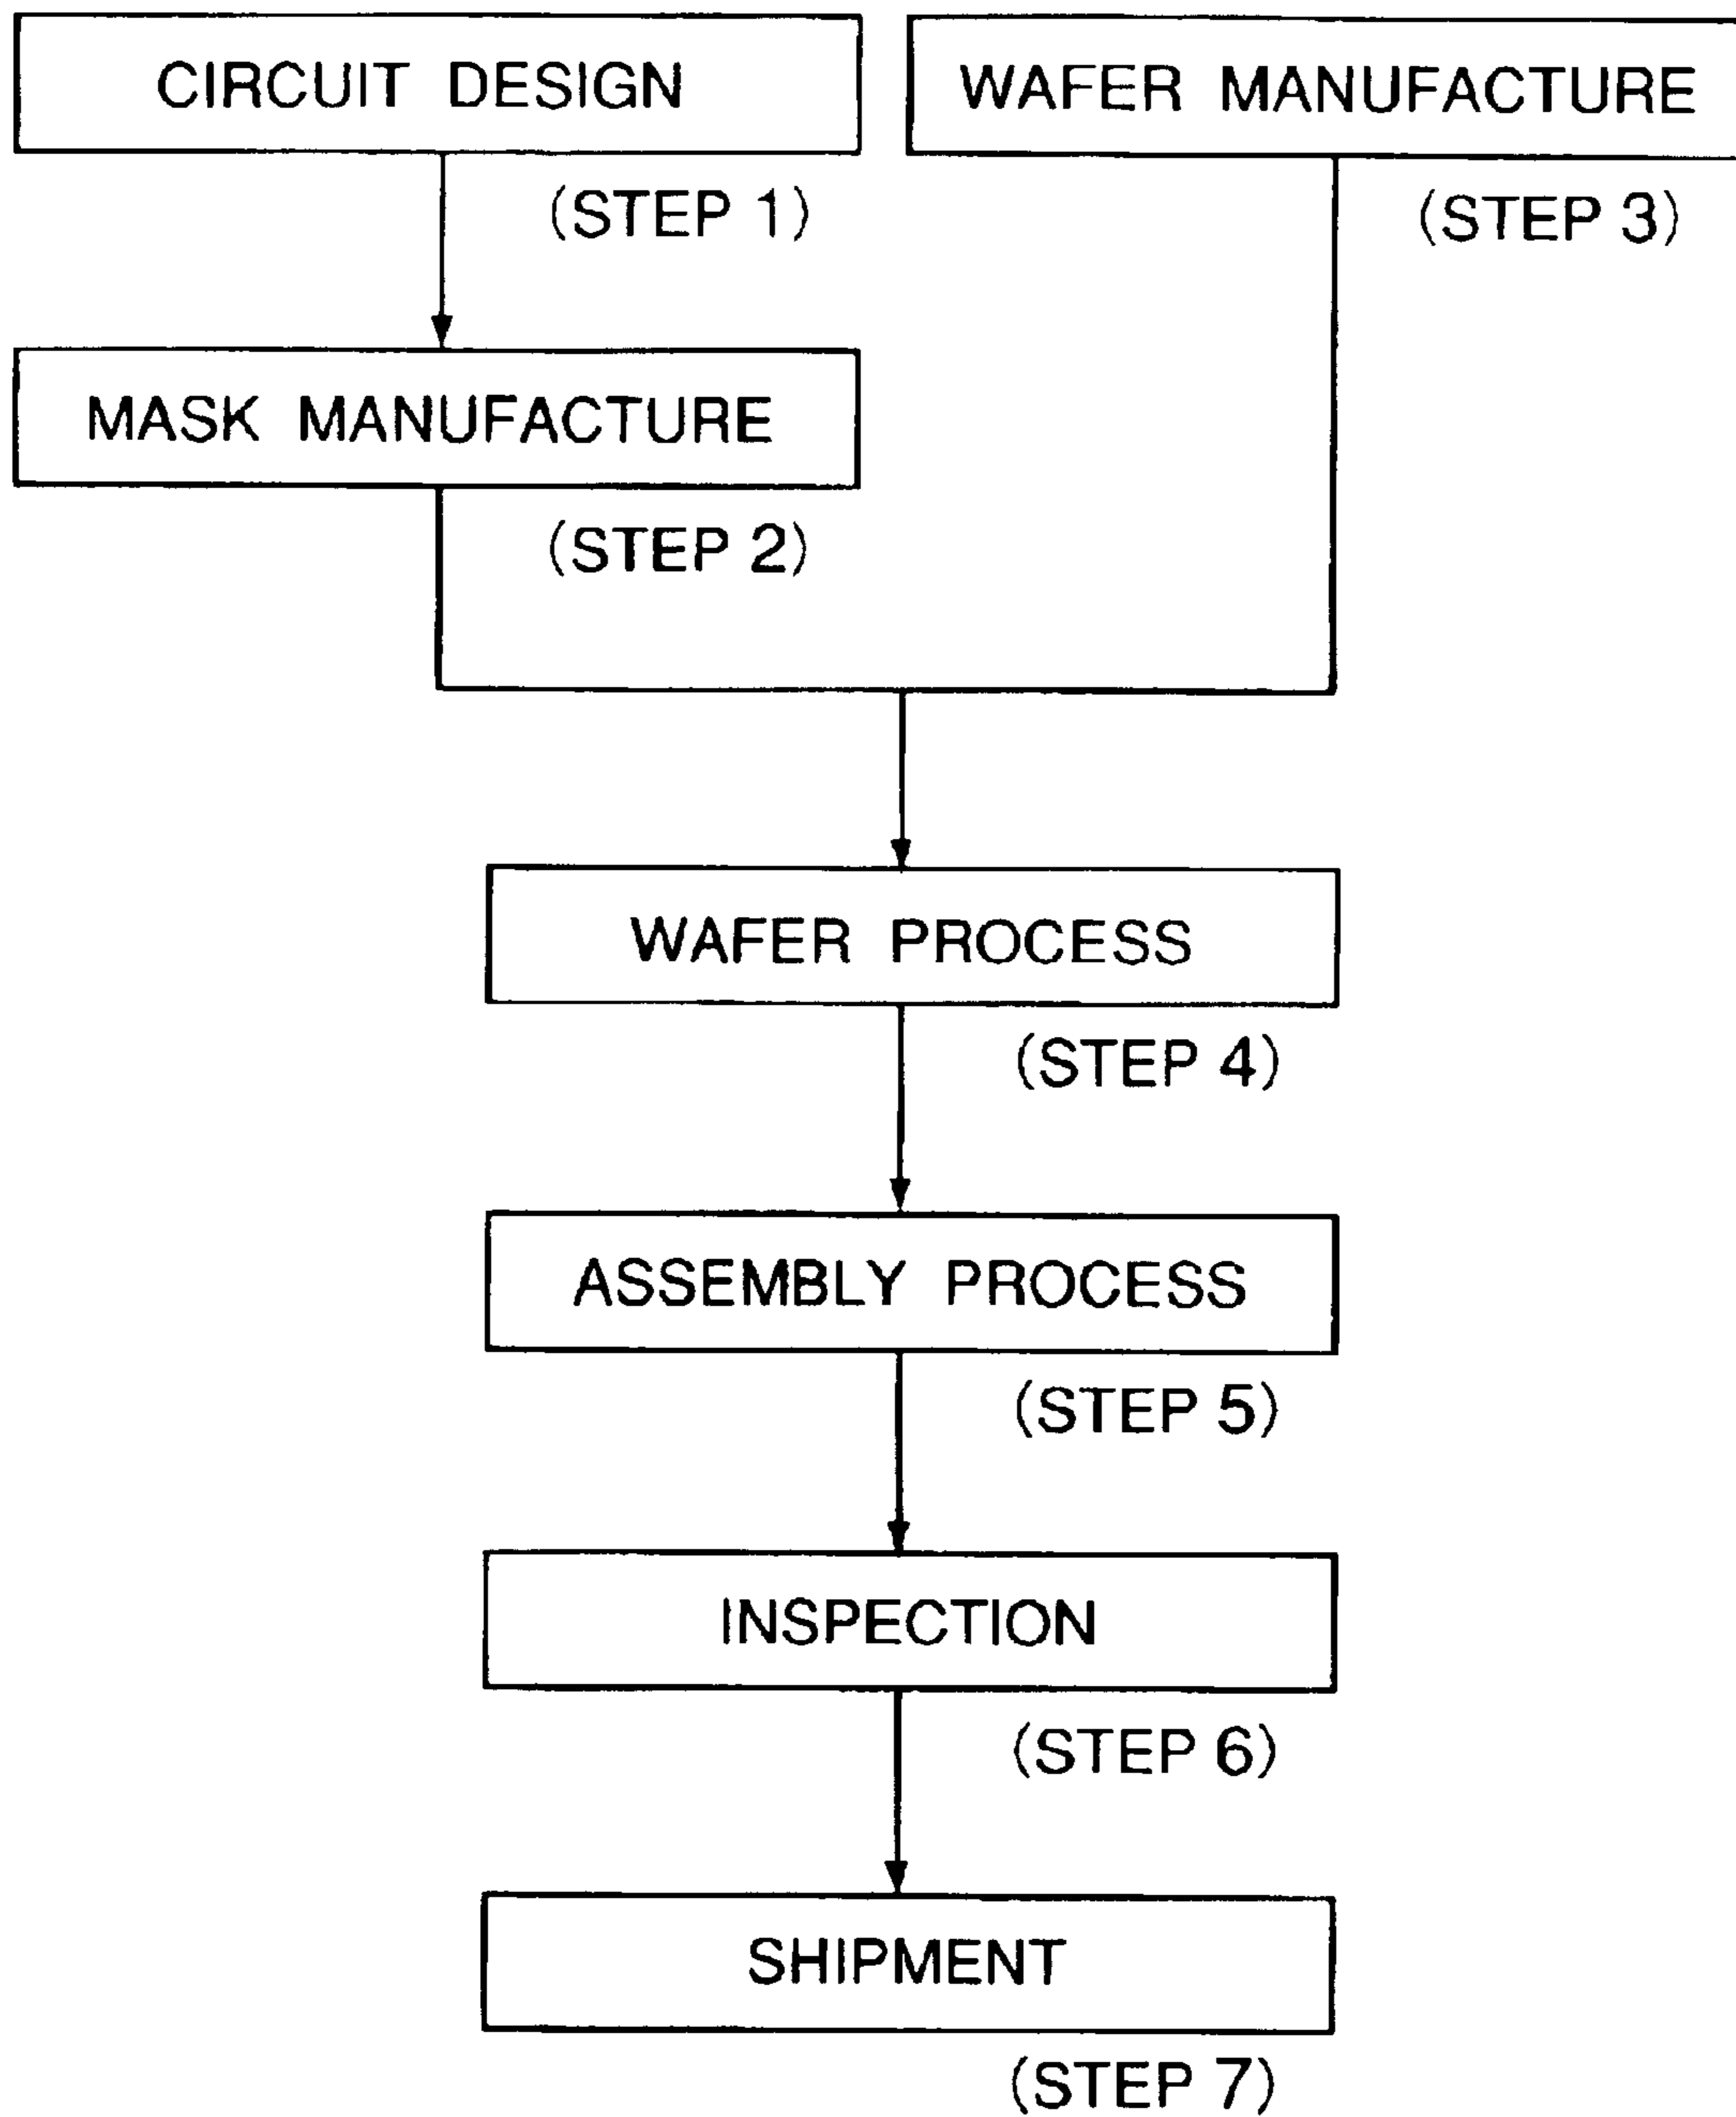 CIRCUIT DESIGN
(STEP 1)
WAFER MANUFACTURE
(STEP 3)
MASK MANUFACTURE
(STEP 2)
WAFER PROCESS
(STEP 4)
ASSEMBLY PROCESS
(STEP 5)
INSPECTION
(STEP 6)
SHIPMENT
(STEP 7)